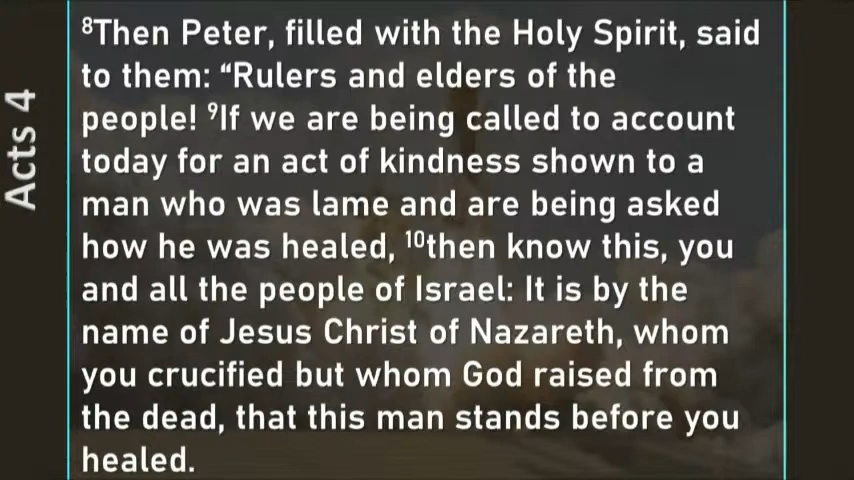 Acts 4
⁸Then Peter, filled with the Holy Spirit, said
to them: “Rulers and elders of the
people! ⁹If we are being called to account
today for an act of kindness shown to a
man who was lame and are being asked
how he was healed, ¹⁰then know this, you
and all the people of Israel: It is by the
name of Jesus Christ of Nazareth, whom
you crucified but whom God raised from
the dead, that this man stands before you
healed.